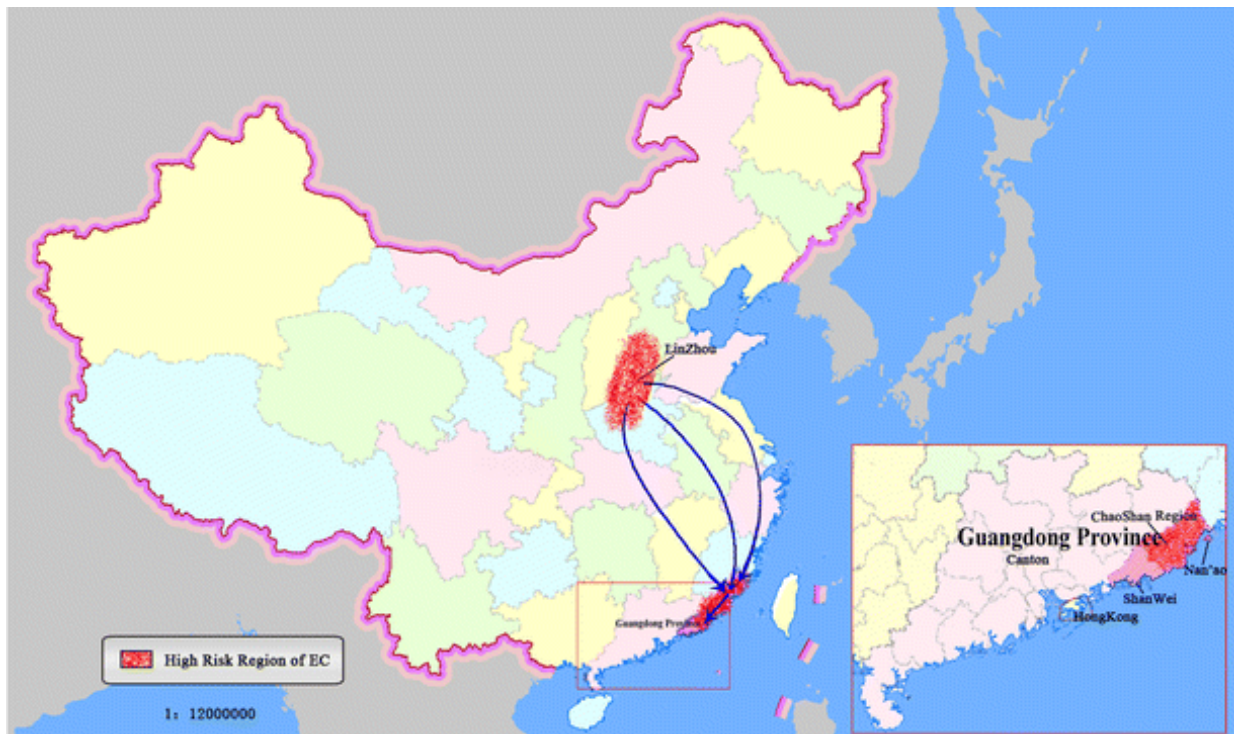 LinZhou
Guangdong Province
High Risk Region of EC
1: 12000000
ChaoShan Region
Guangdong Province
Canton
Nan'ao
ShanWei
HongKong